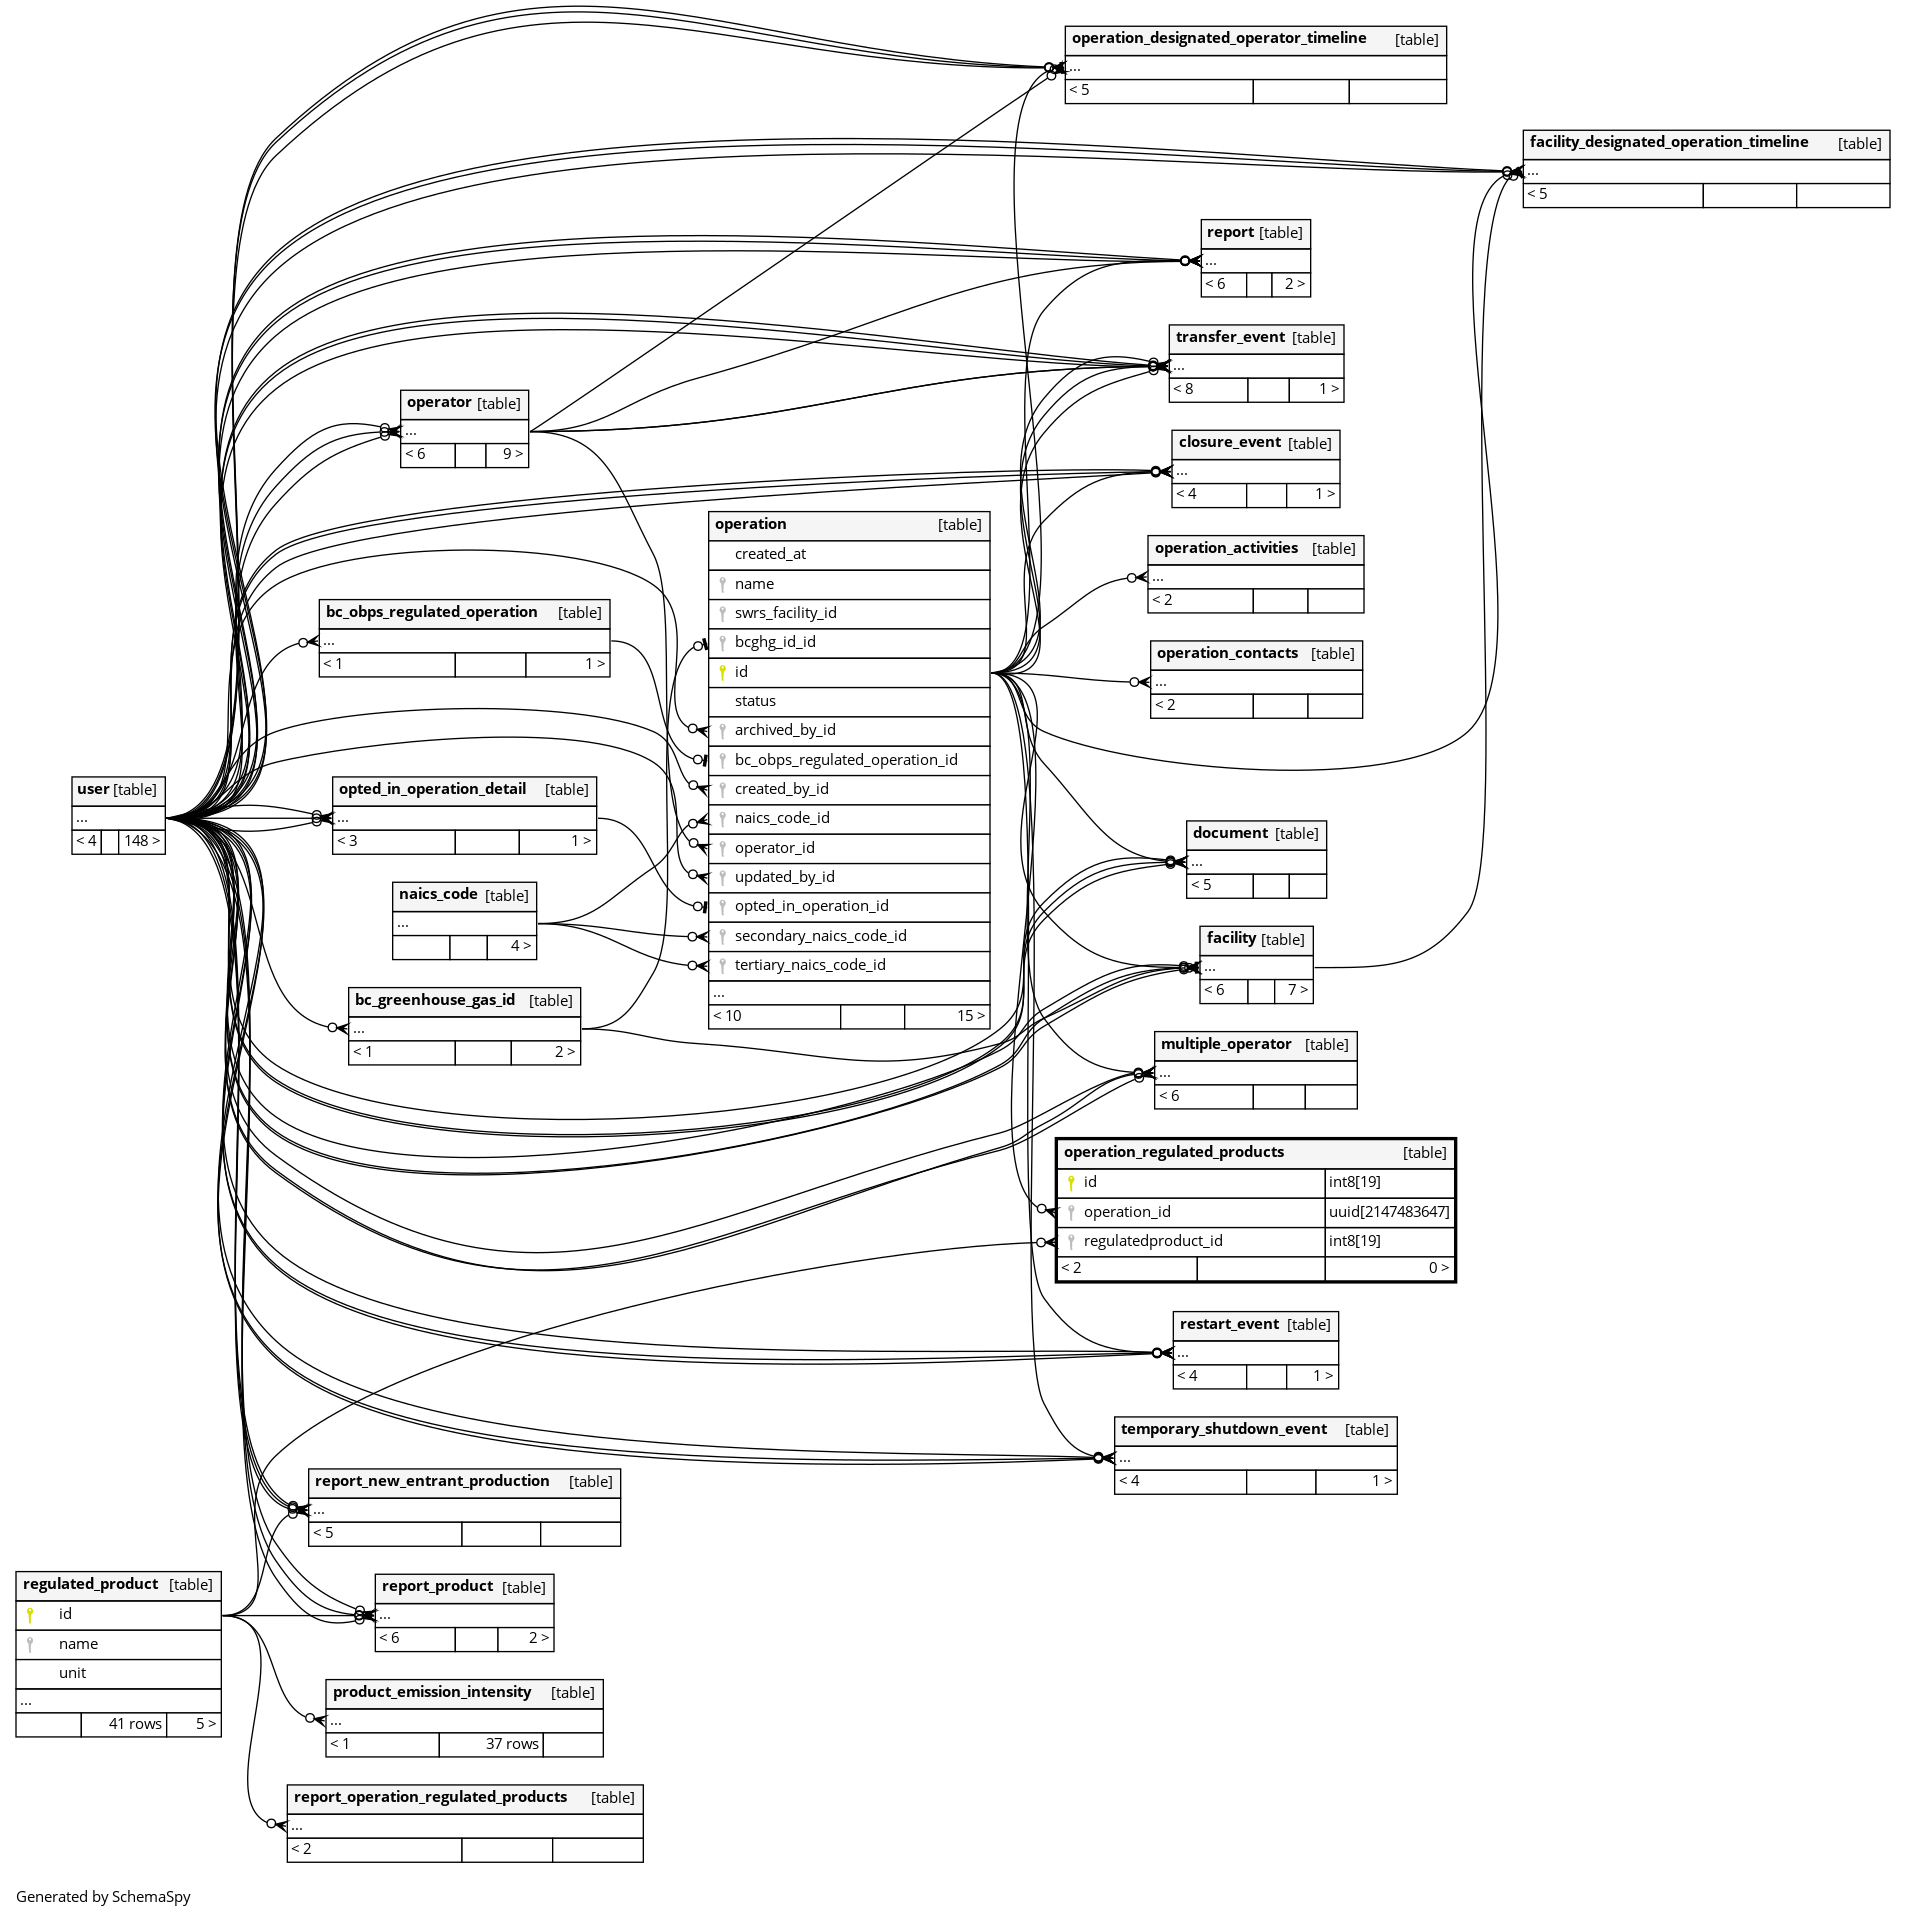 operation_designated_operator_timeline [table]
...
< 5
facility_designated_operation_timeline [table]
...
< 5
report [table]
...
< 6 2 >
transfer_event [table]
...
< 8 1 >
operator [table]
...
< 6 9 >
closure_event [table]
...
< 4 1 >
operation [table]
created_at
name
swrs_facility_id
bcghg_id_id
id
status
archived_by_id
bc_obps_regulated_operation_id
created_by_id
naics_code_id
operator_id
updated_by_id
opted_in_operation_id
secondary_naics_code_id
tertiary_naics_code_id
...
< 10 15 >
operation_activities [table]
...
< 2
bc_obps_regulated_operation [table]
...
< 1 1 >
operation_contacts [table]
...
< 2
user [table]
...
< 4 148 >
opted_in_operation_detail [table]
...
< 3 1 >
document [table]
...
< 5
naics_code [table]
...
4 >
facility [table]
...
< 6 7 >
bc_greenhouse_gas_id [table]
...
< 1 2 >
multiple_operator [table]
...
< 6
operation_regulated_products [table]
id int8[19]
operation_id uuid[2147483647]
regulatedproduct_id int8[19]
< 2 0 >
restart_event [table]
...
< 4 1 >
temporary_shutdown_event [table]
...
< 4 1 >
report_new_entrant_production [table]
...
< 5
regulated_product [table]
id
name
unit
...
41 rows 5 >
report_product [table]
...
< 6 2 >
product_emission_intensity [table]
...
< 1 37 rows
report_operation_regulated_products [table]
...
< 2
Generated by SchemaSpy